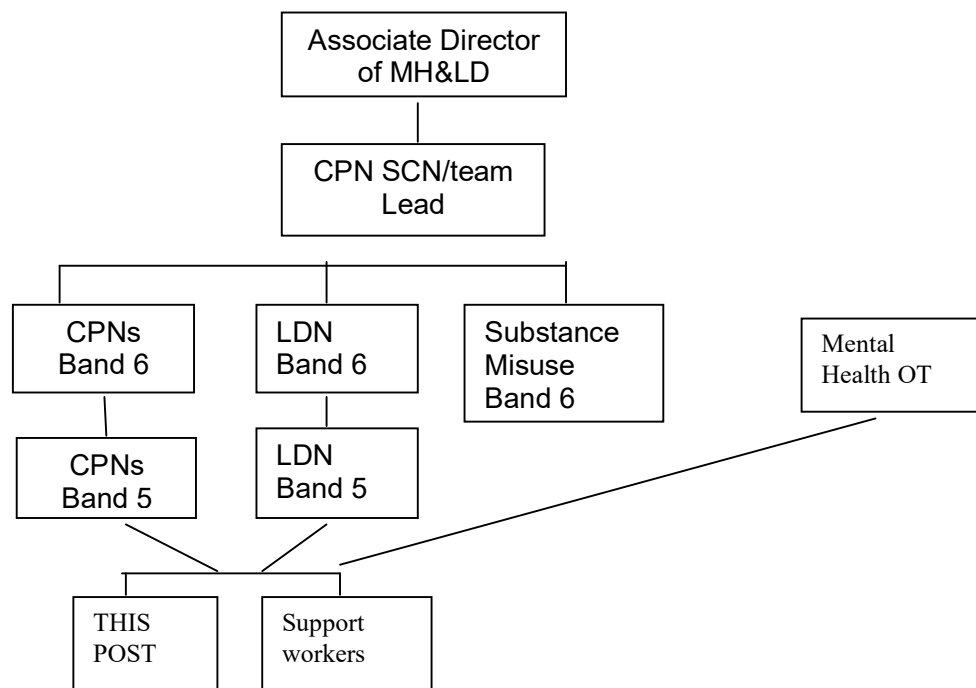 Associate Director
of MH&LD
CPN SCN/team
Lead
CPNs
Band 6
LDN
Band 6
Substance
Misuse
Band 6
Mental
Health OT
CPNs
Band 5
LDN
Band 5
THIS
POST
Support
workers